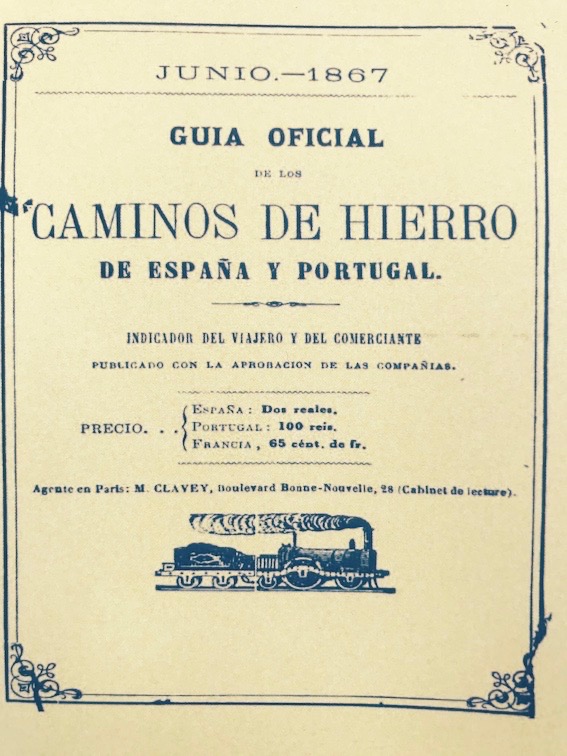 JUNIO.—1867
GUIA OFICIAL
DE LOS
CAMINOS DE HIERRO
DE ESPAÑA Y PORTUGAL.
INDICADOR DEL VIAJERO Y DEL COMERCIANTE
PUBLICADO CON LA APROBACION DE LAS COMPAÑIAS.
PRECIO. . .
ESPAÑA: Dos reales.
PORTUGAL: 100 reis.
FRANCIA, 65 cént. de fr.
Agente en Paris: M. CLAVEY, Boulevard Bonne-Nouvelle, 28 (Cabinet de lecture).